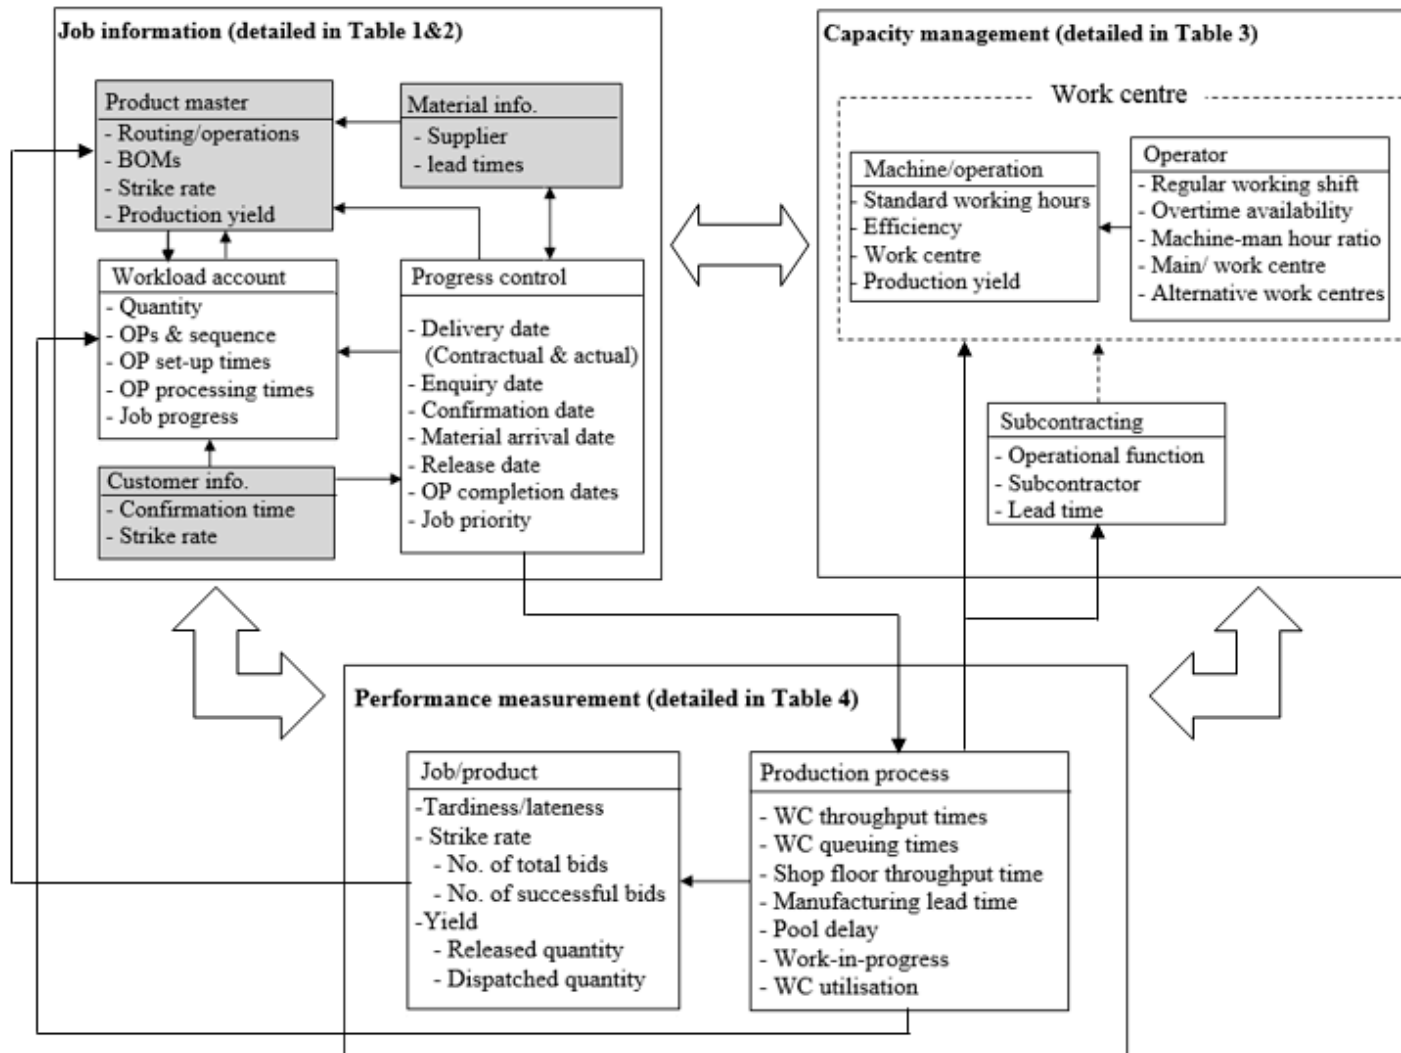 Job information (detailed in Table 1&2)
Product master
- Routing/operations
- BOMs
- Strike rate
- Production yield
Material info.
- Supplier
- lead times
Workload account
- Quantity
- OPs & sequence
- OP set-up times
- OP processing times
- Job progress
Progress control
- Delivery date
(Contractual & actual)
- Enquiry date
- Confirmation date
- Material arrival date
- Release date
- OP completion dates
- Job priority
Customer info.
- Confirmation time
- Strike rate
Capacity management (detailed in Table 3)
Work centre
Machine/operation
- Standard working hours
- Efficiency
- Work centre
- Production yield
Operator
- Regular working shift
- Overtime availability
- Machine-man hour ratio
- Main/ work centre
- Alternative work centres
Subcontracting
- Operational function
- Subcontractor
- Lead time
Performance measurement (detailed in Table 4)
Job/product
-Tardiness/lateness
- Strike rate
- No. of total bids
- No. of successful bids
-Yield
- Released quantity
- Dispatched quantity
Production process
- WC throughput times
- WC queuing times
- Shop floor throughput time
- Manufacturing lead time
- Pool delay
- Work-in-progress
- WC utilisation